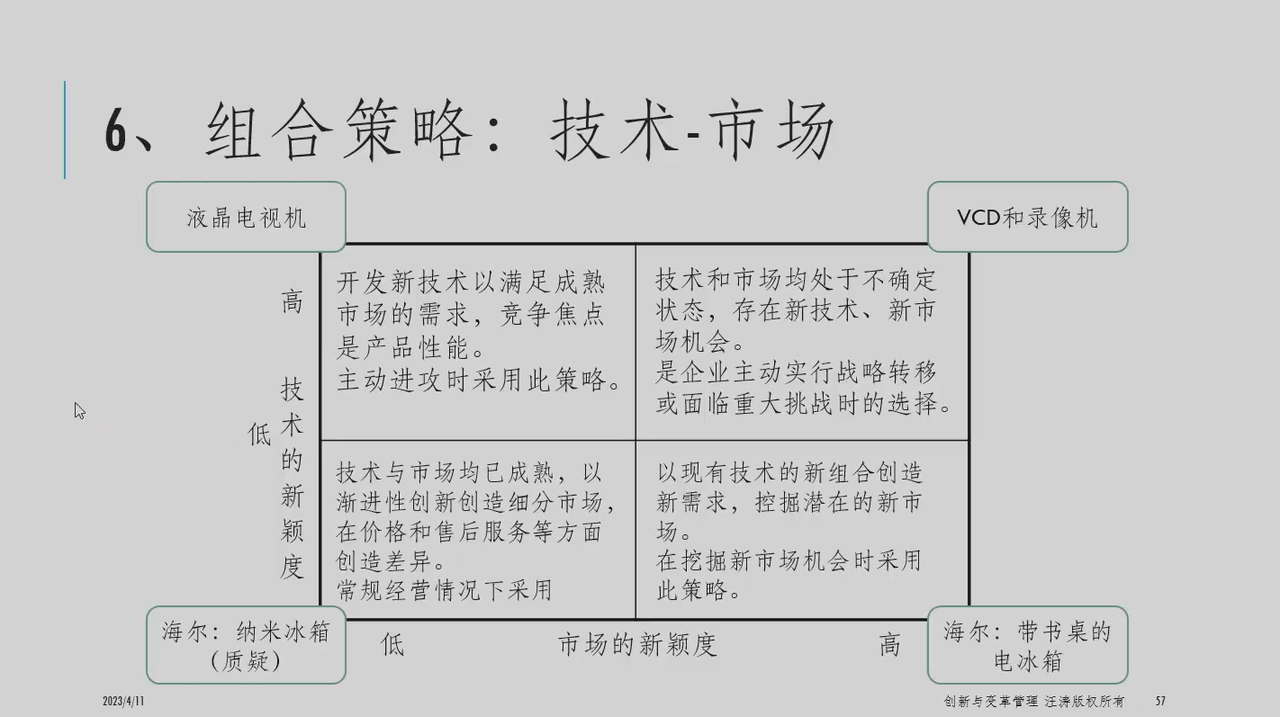 6、组合策略：技术-市场
液晶电视机
VCD和录像机
高
技术的新颖度
低
开发新技术以满足成熟
市场的需求，竞争焦点
是产品性能。
主动进攻时采用此策略。
技术和市场均处于不确定
状态，存在新技术、新市
场机会。
是企业主动实行战略转移
或面临重大挑战时的选择。
技术与市场均已成熟，以
渐进性创新创造细分市场，
在价格和售后服务等方面
创造差异。
常规经营情况下采用
以现有技术的新组合创造
新需求，挖掘潜在的新市
场。
在挖掘新市场机会时采用
此策略。
海尔：纳米冰箱
（质疑）
低
市场的新颖度
高
海尔：带书桌的
电冰箱
2023/4/11
创新与变革管理 汪涛版权所有
57